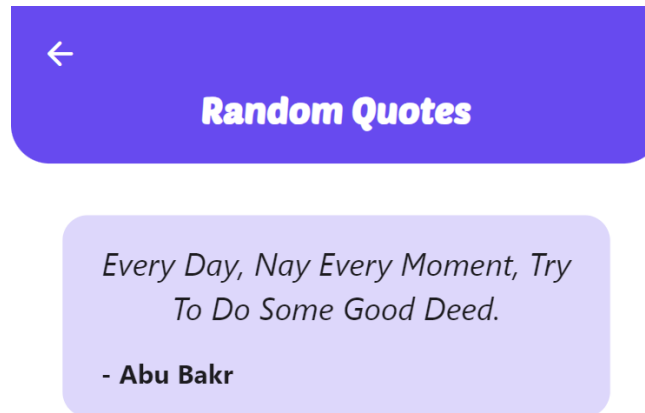 Random Quotes
Every Day, Nay Every Moment, Try
To Do Some Good Deed.
- Abu Bakr